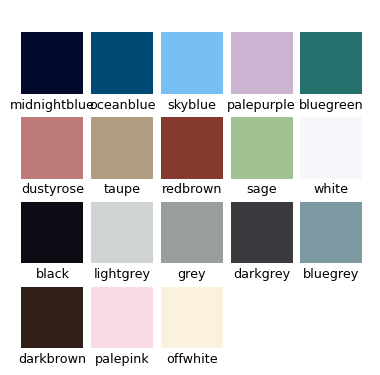 midnightblue oceanblue skyblue palepurple bluegreen
dustyrose taupe redbrown sage white
black lightgrey grey darkgrey bluegrey
darkbrown palepink offwhite